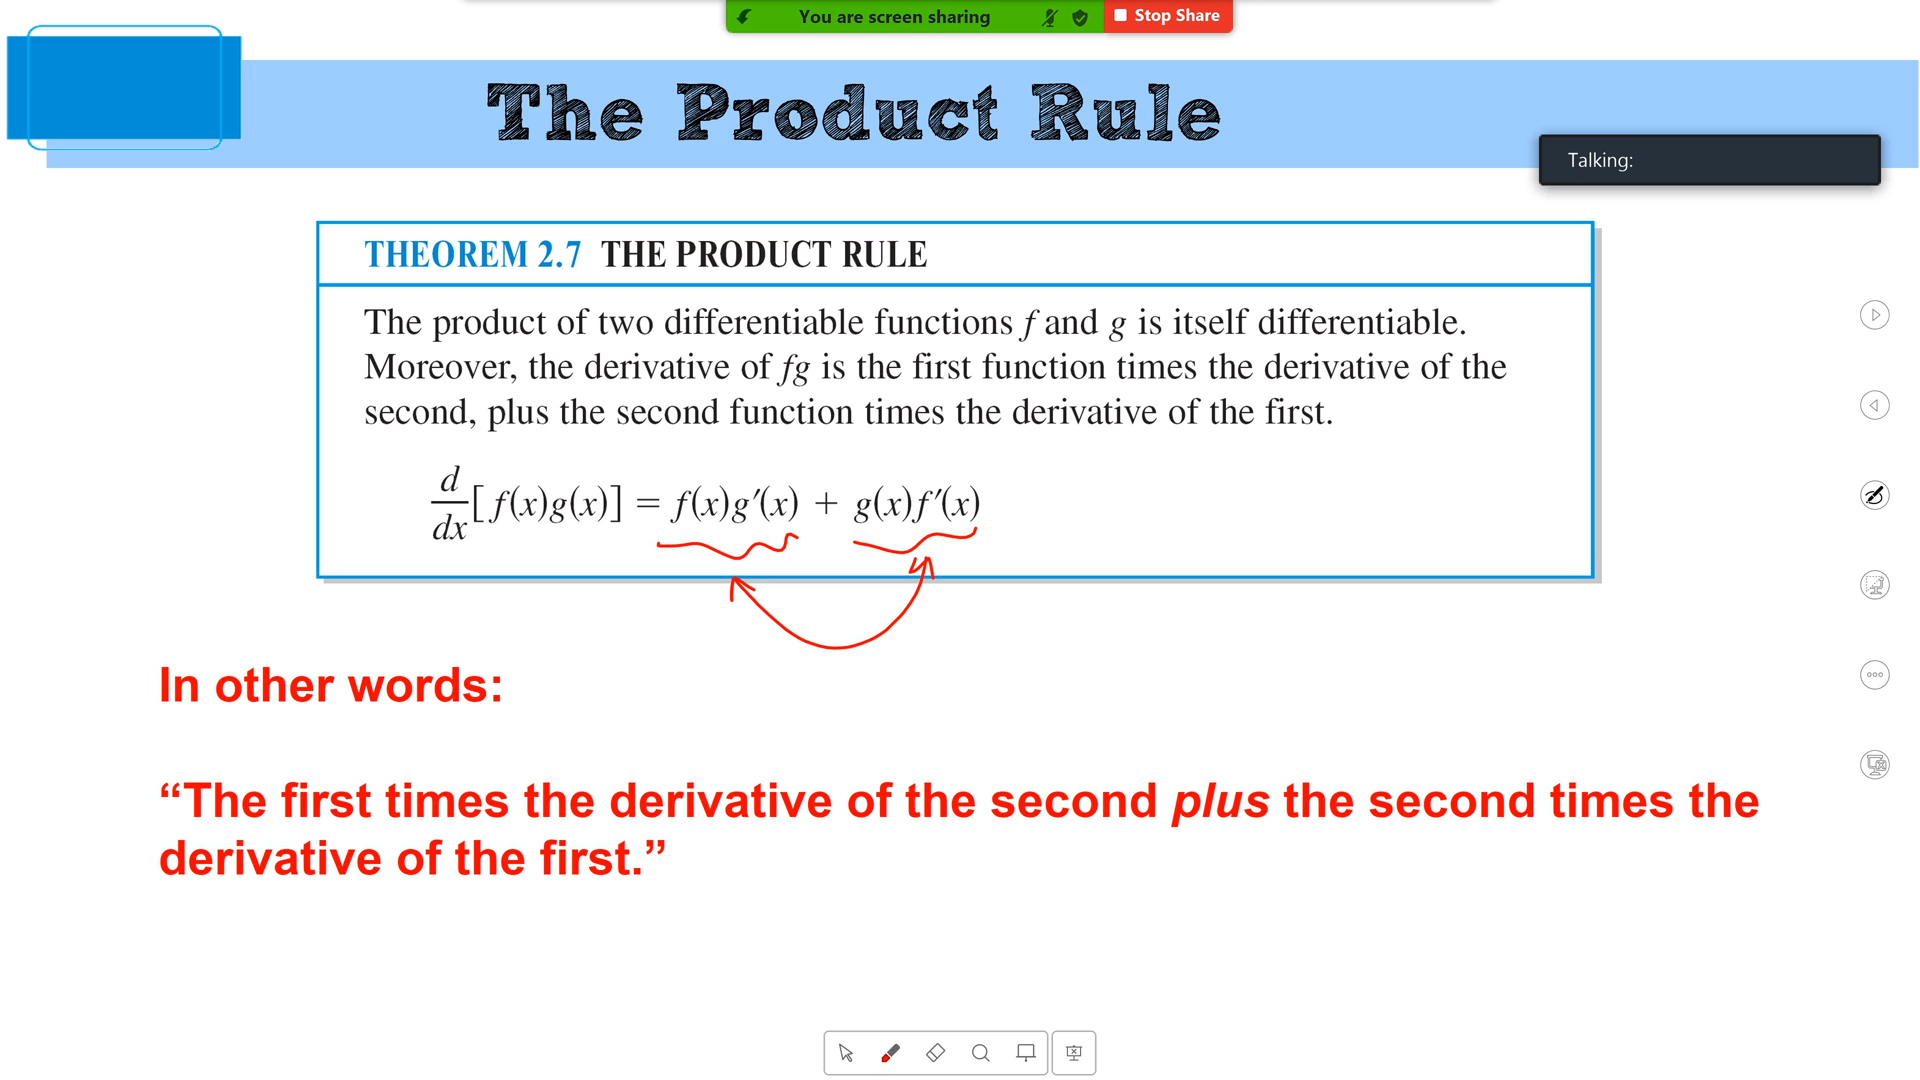 You are screen sharing
Stop Share
The Product Rule
Talking:
THEOREM 2.7 THE PRODUCT RULE
The product of two differentiable functions f and g is itself differentiable.
Moreover, the derivative of fg is the first function times the derivative of the
second, plus the second function times the derivative of the first.
d/dx[f(x)g(x)] = f(x)g′(x) + g(x)f′(x)
In other words:
“The first times the derivative of the second plus the second times the
derivative of the first.”